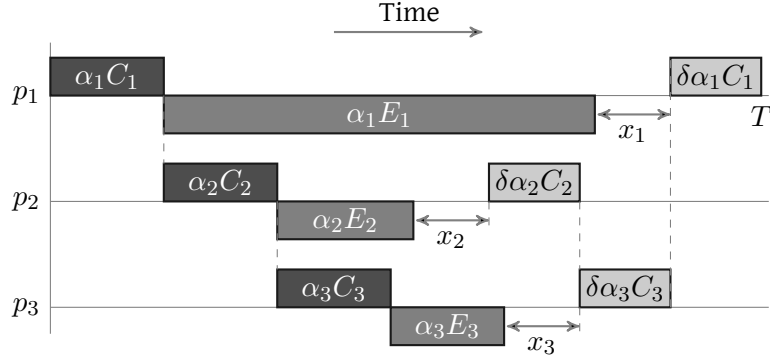 Time
α₁C₁ δα₁C₁
p₁ α₁E₁ x₁ T
α₂C₂ δα₂C₂
p₂ α₂E₂ x₂
α₃C₃ δα₃C₃
p₃ α₃E₃ x₃